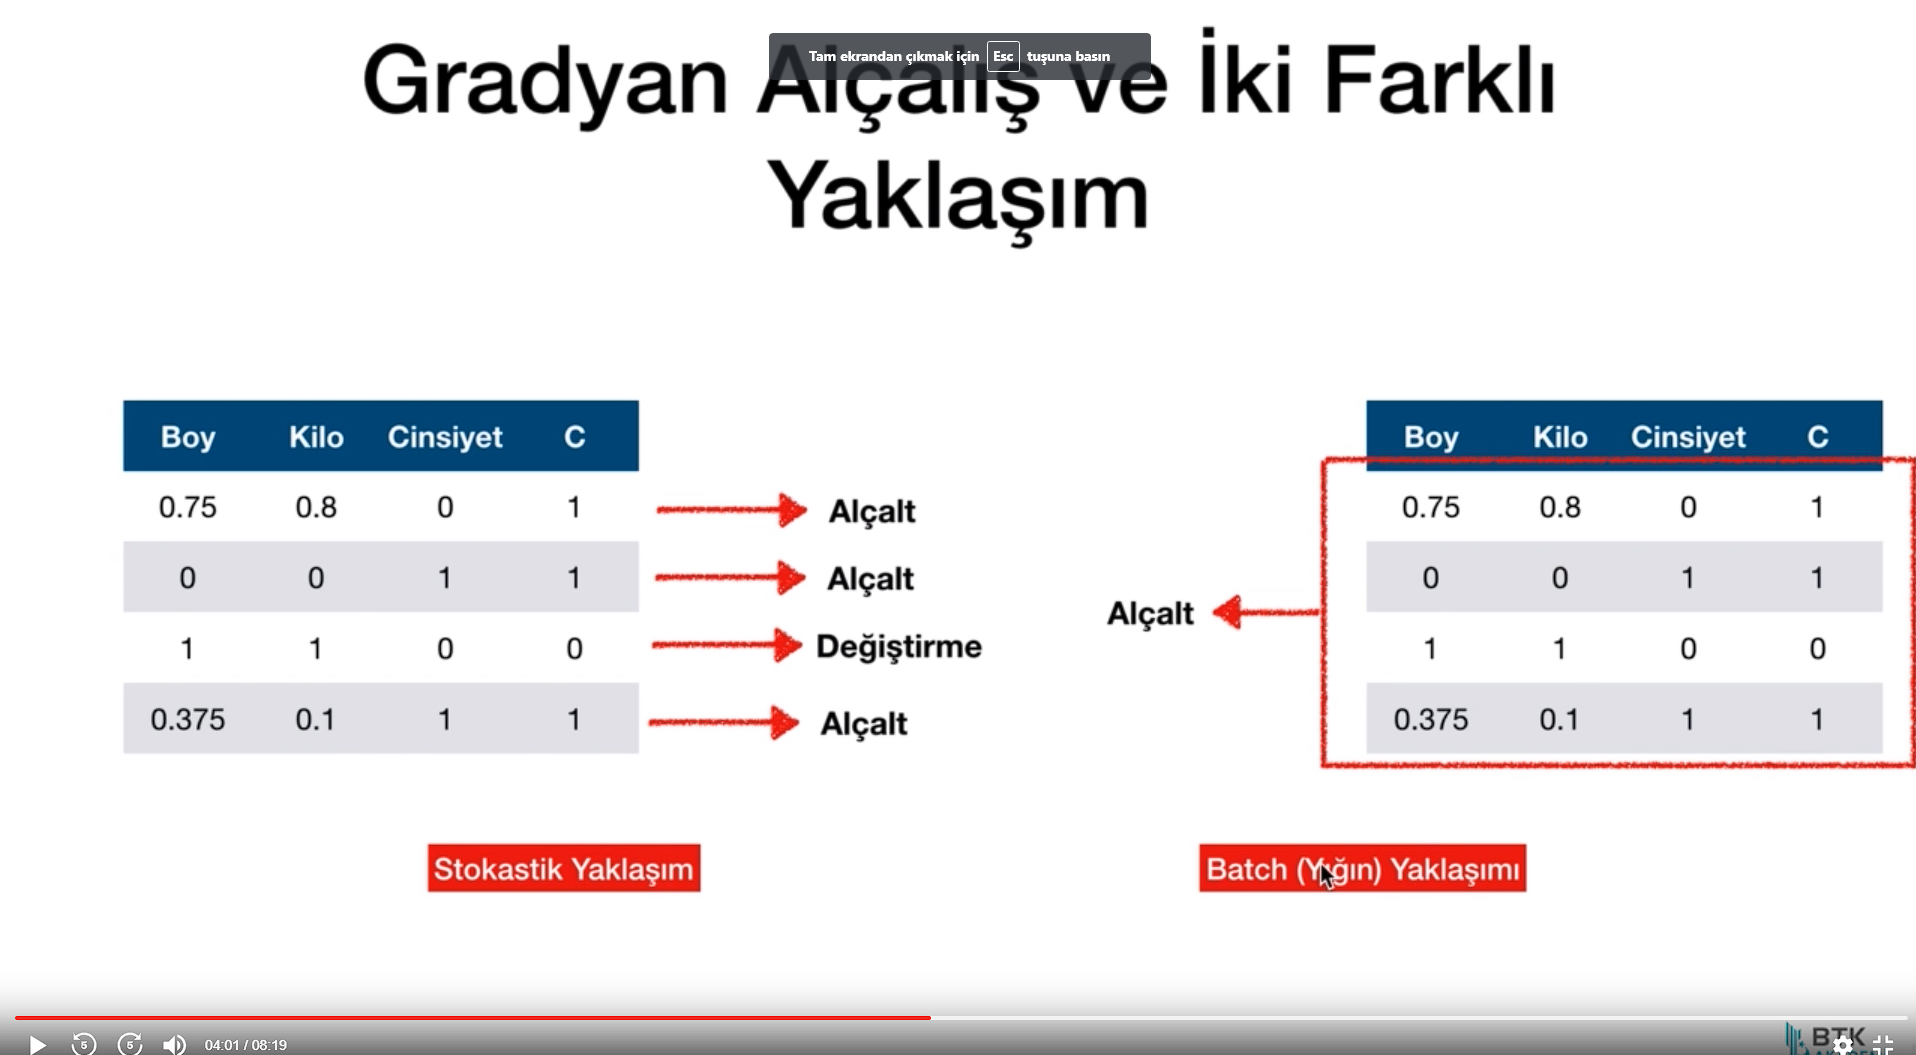 Tam ekrandan çıkmak için Esc tuşuna basın
Gradyan Alçalış ve İki Farklı
Yaklaşım
Boy Kilo Cinsiyet C
0.75 0.8 0 1 Alçalt
0 0 1 1 Alçalt
1 1 0 0 Değiştirme
0.375 0.1 1 1 Alçalt
Stokastik Yaklaşım
Boy Kilo Cinsiyet C
0.75 0.8 0 1
0 0 1 1
Alçalt
1 1 0 0
0.375 0.1 1 1
Batch (Yığın) Yaklaşımı
5 5 04:01 / 08:19
BTK